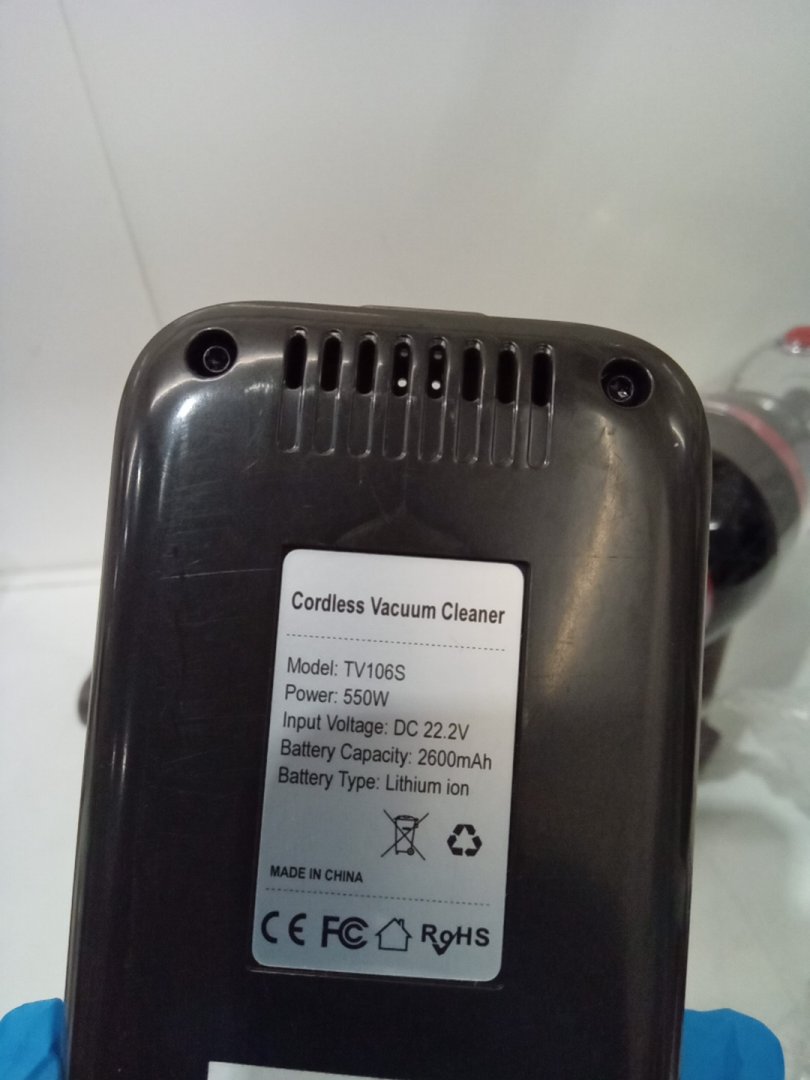 Cordless Vacuum Cleaner
Model: TV106S
Power: 550W
Input Voltage: DC 22.2V
Battery Capacity: 2600mAh
Battery Type: Lithium ion
MADE IN CHINA
CE FC RoHS